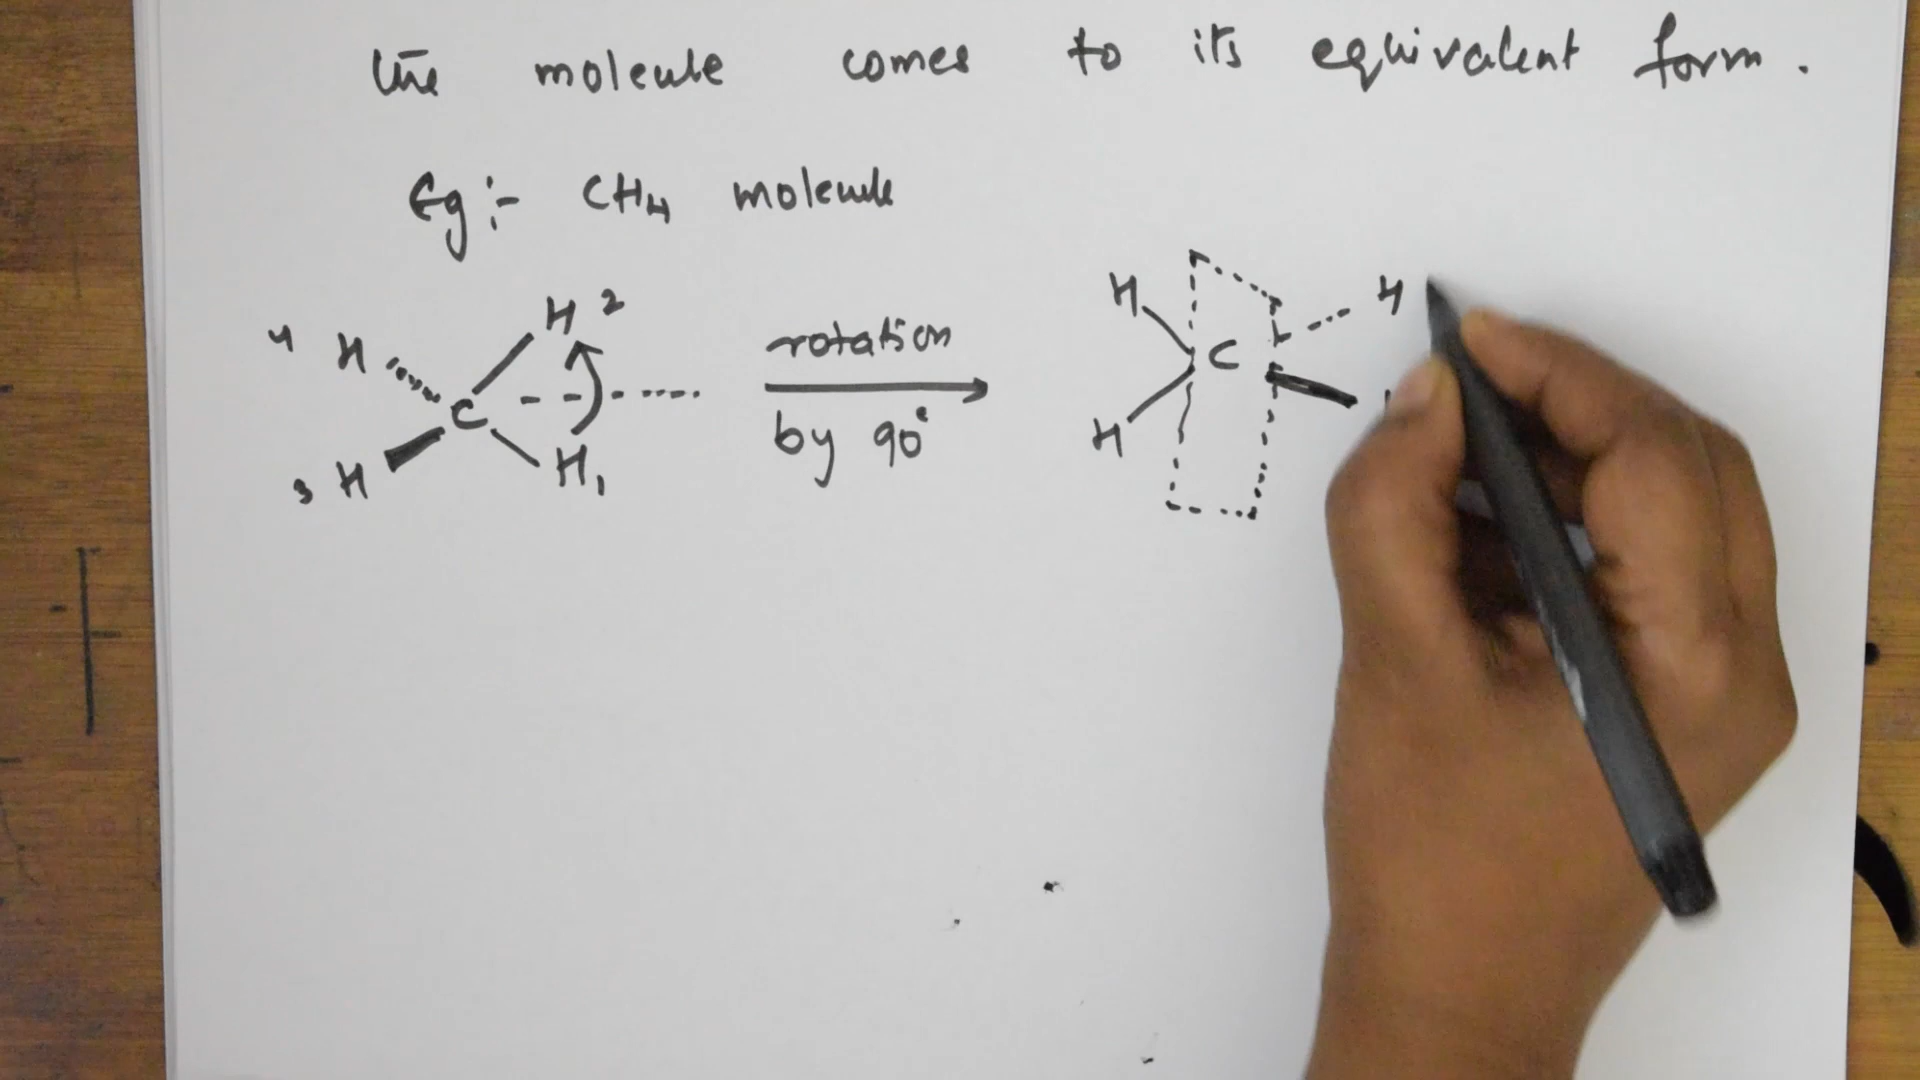 the molecule comes to its equivalent form.
Eg:- CH4 molecule
4 H H 2
C
3 H H1
rotation
by 90°
H H
C
H